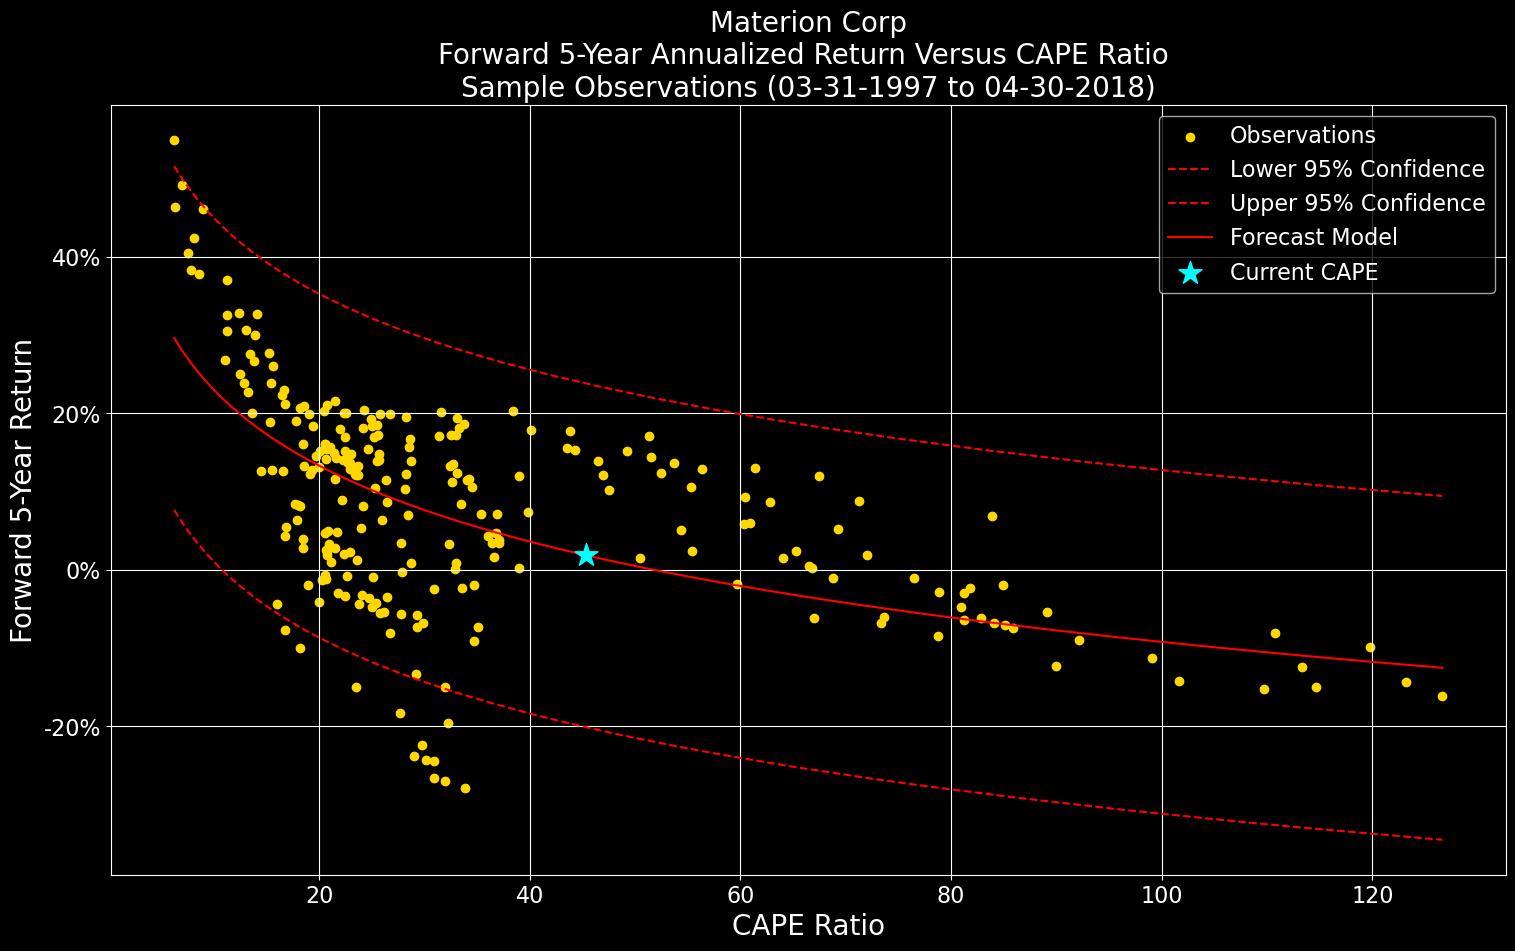 Materion Corp
Forward 5-Year Annualized Return Versus CAPE Ratio
Sample Observations (03-31-1997 to 04-30-2018)
Observations
Lower 95% Confidence
Upper 95% Confidence
Forecast Model
Current CAPE
Forward 5-Year Return
40%
20%
0%
-20%
20 40 60 80 100 120
CAPE Ratio